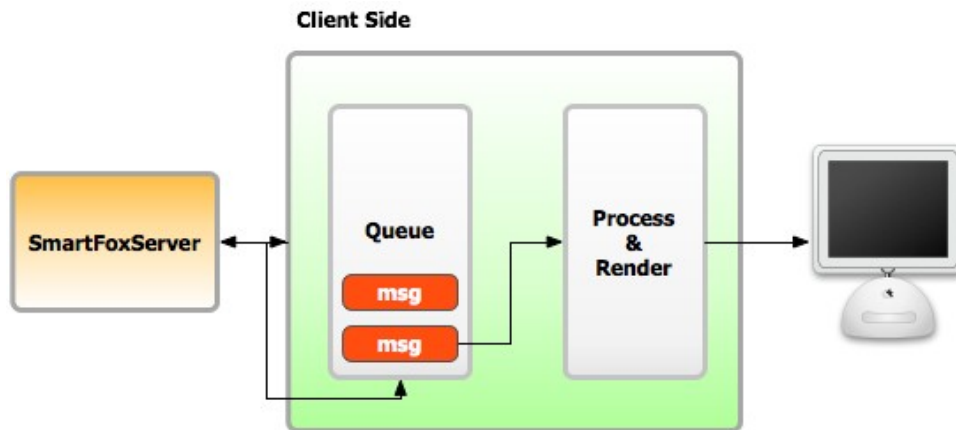 Client Side
SmartFoxServer
Queue
msg
msg
Process
&
Render